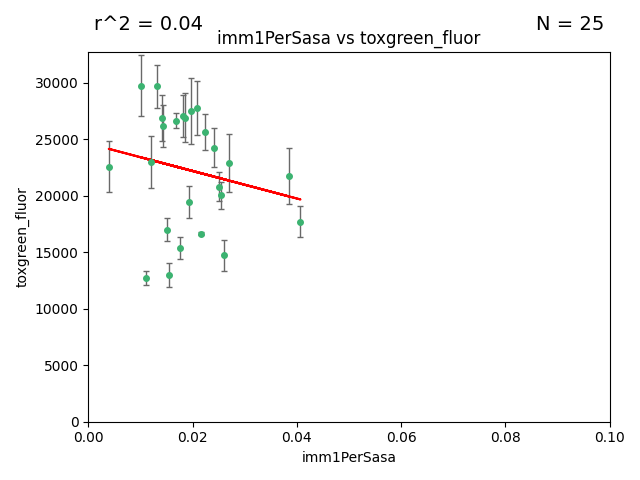 r^2 = 0.04
N = 25
imm1PerSasa vs toxgreen_fluor
30000
25000
20000
15000
10000
5000
0
toxgreen_fluor
0.00
0.02
0.04
0.06
0.08
0.10
imm1PerSasa